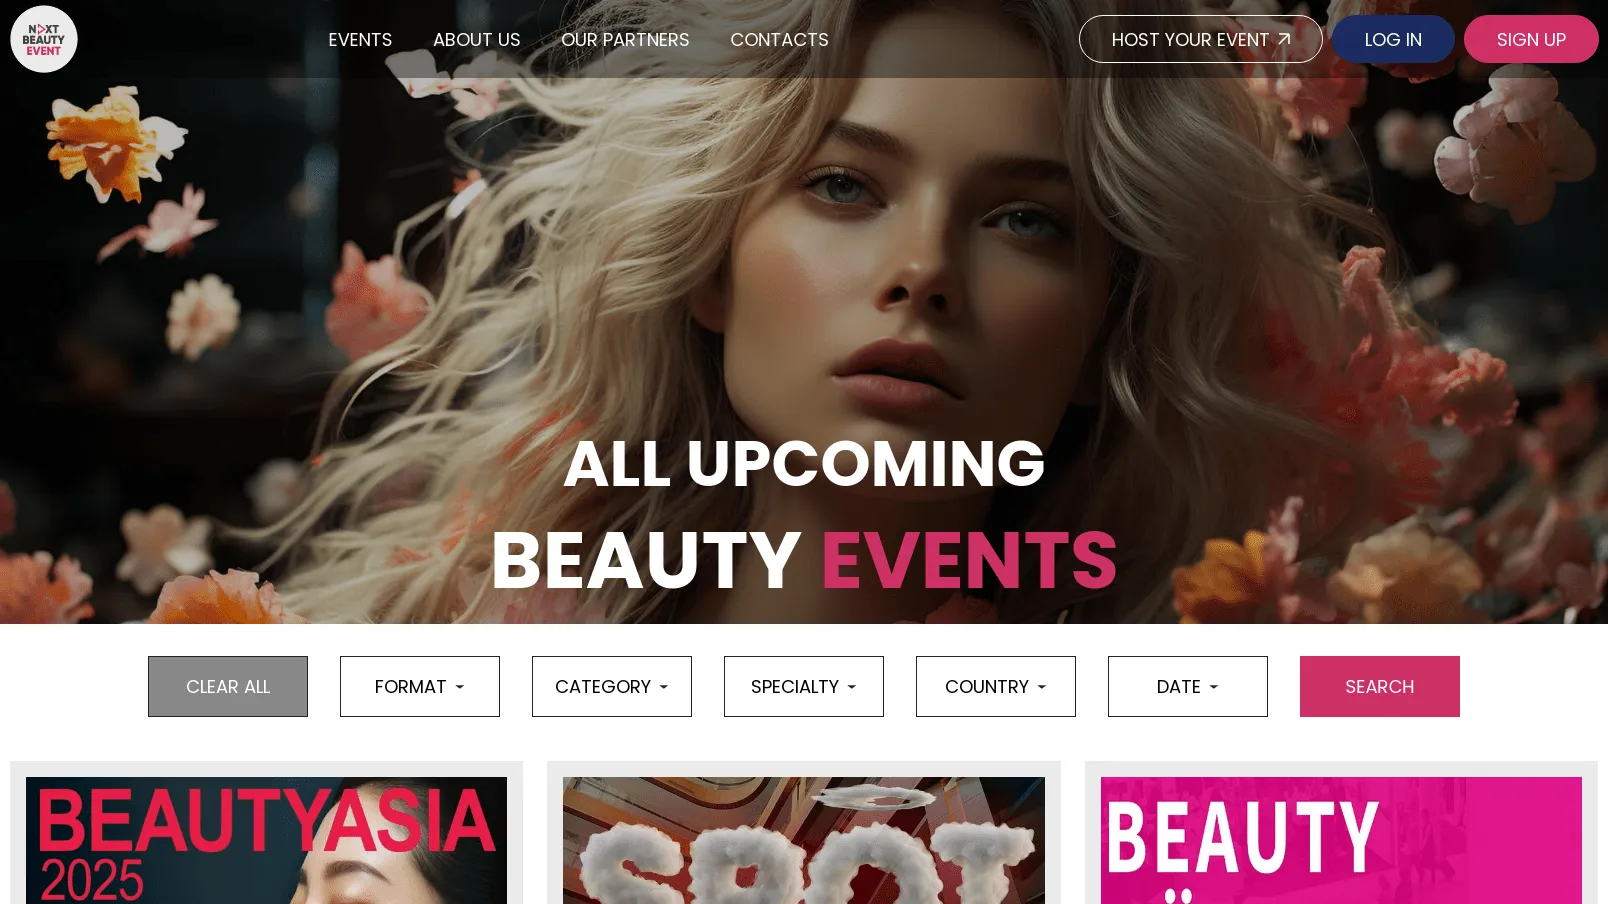 N XT
BEAUTY
EVENT
EVENTS
ABOUT US
OUR PARTNERS
CONTACTS
HOST YOUR EVENT
LOG IN
SIGN UP
ALL UPCOMING
BEAUTY EVENTS
CLEAR ALL
FORMAT
CATEGORY
SPECIALTY
COUNTRY
DATE
SEARCH
BEAUTYASIA
2025
SPOT
BEAUTY